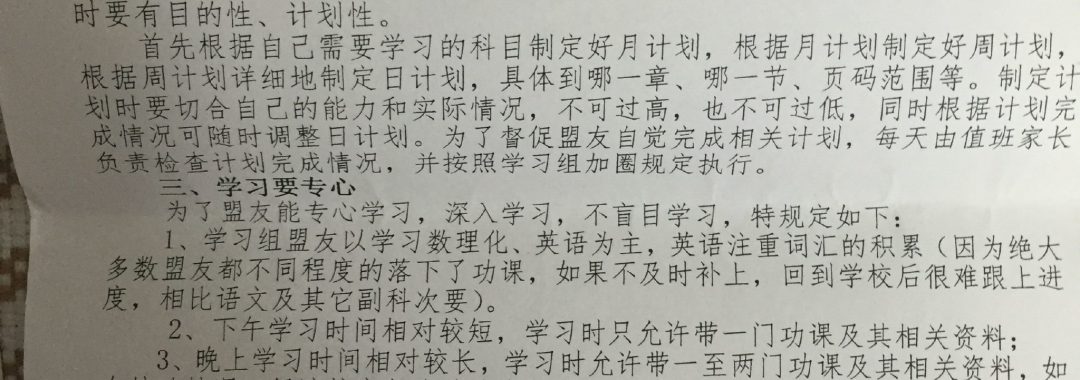 时要有目的性、计划性。
首先根据自己需要学习的科目制定好月计划，根据月计划制定好周计划，
根据周计划详细地制定日计划，具体到哪一章、哪一节、页码范围等。制定计
划时要切合自己的能力和实际情况，不可过高，也不可过低，同时根据计划完
成情况可随时调整日计划。为了督促盟友自觉完成相关计划，每天由值班家长
负责检查计划完成情况，并按照学习组加圈规定执行。
三、学习要专心
为了盟友能专心学习，深入学习，不盲目学习，特规定如下：
1、学习组盟友以学习数理化、英语为主，英语注重词汇的积累（因为绝大
多数盟友都不同程度的落下了功课，如果不及时补上，回到学校后很难跟上进
度，相比语文及其它副科次要）。
2、下午学习时间相对较短，学习时只允许带一门功课及其相关资料；
3、晚上学习时间相对较长，学习时允许带一至两门功课及其相关资料，如